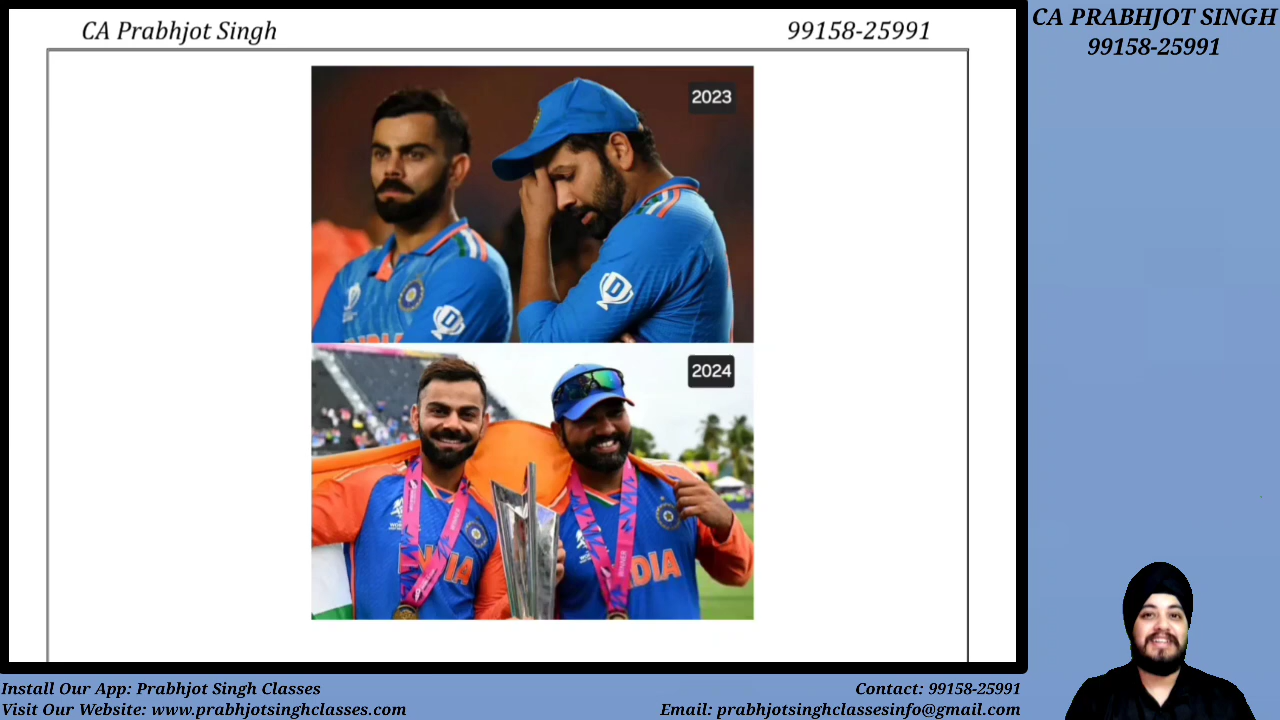 CA Prabhjot Singh 99158-25991
CA PRABHJOT SINGH
99158-25991
2023
D
D
2024
INDIA
DIA
Install Our App: Prabhjot Singh Classes
Contact: 99158-25991
Visit Our Website: www.prabhjotsinghclasses.com
Email: prabhjotsinghclassesinfo@gmail.com